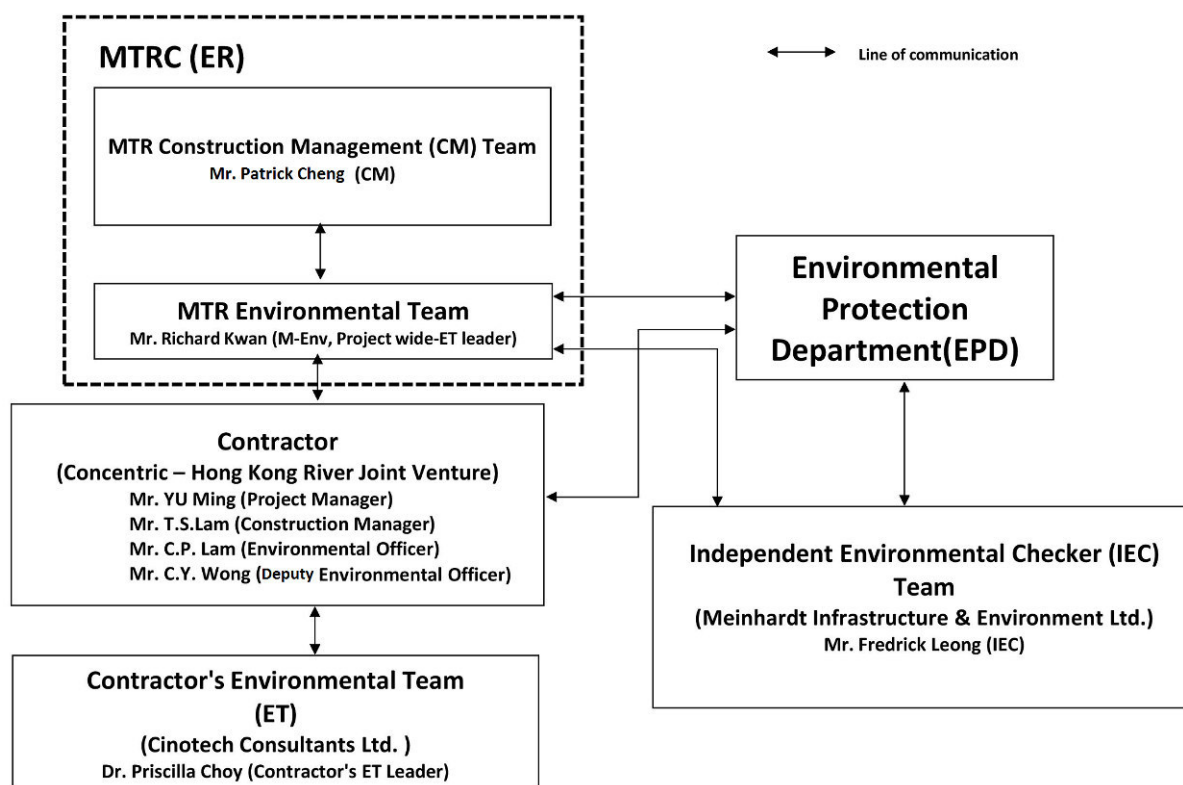 MTRC (ER)
Line of communication
MTR Construction Management (CM) Team
Mr. Patrick Cheng (CM)
MTR Environmental Team
Mr. Richard Kwan (M-Env, Project wide-ET leader)
Environmental
Protection
Department(EPD)
Contractor
(Concentric – Hong Kong River Joint Venture)
Mr. YU Ming (Project Manager)
Mr. T.S.Lam (Construction Manager)
Mr. C.P. Lam (Environmental Officer)
Mr. C.Y. Wong (Deputy Environmental Officer)
Independent Environmental Checker (IEC)
Team
(Meinhardt Infrastructure & Environment Ltd.)
Mr. Fredrick Leong (IEC)
Contractor's Environmental Team
(ET)
(Cinotech Consultants Ltd. )
Dr. Priscilla Choy (Contractor's ET Leader)